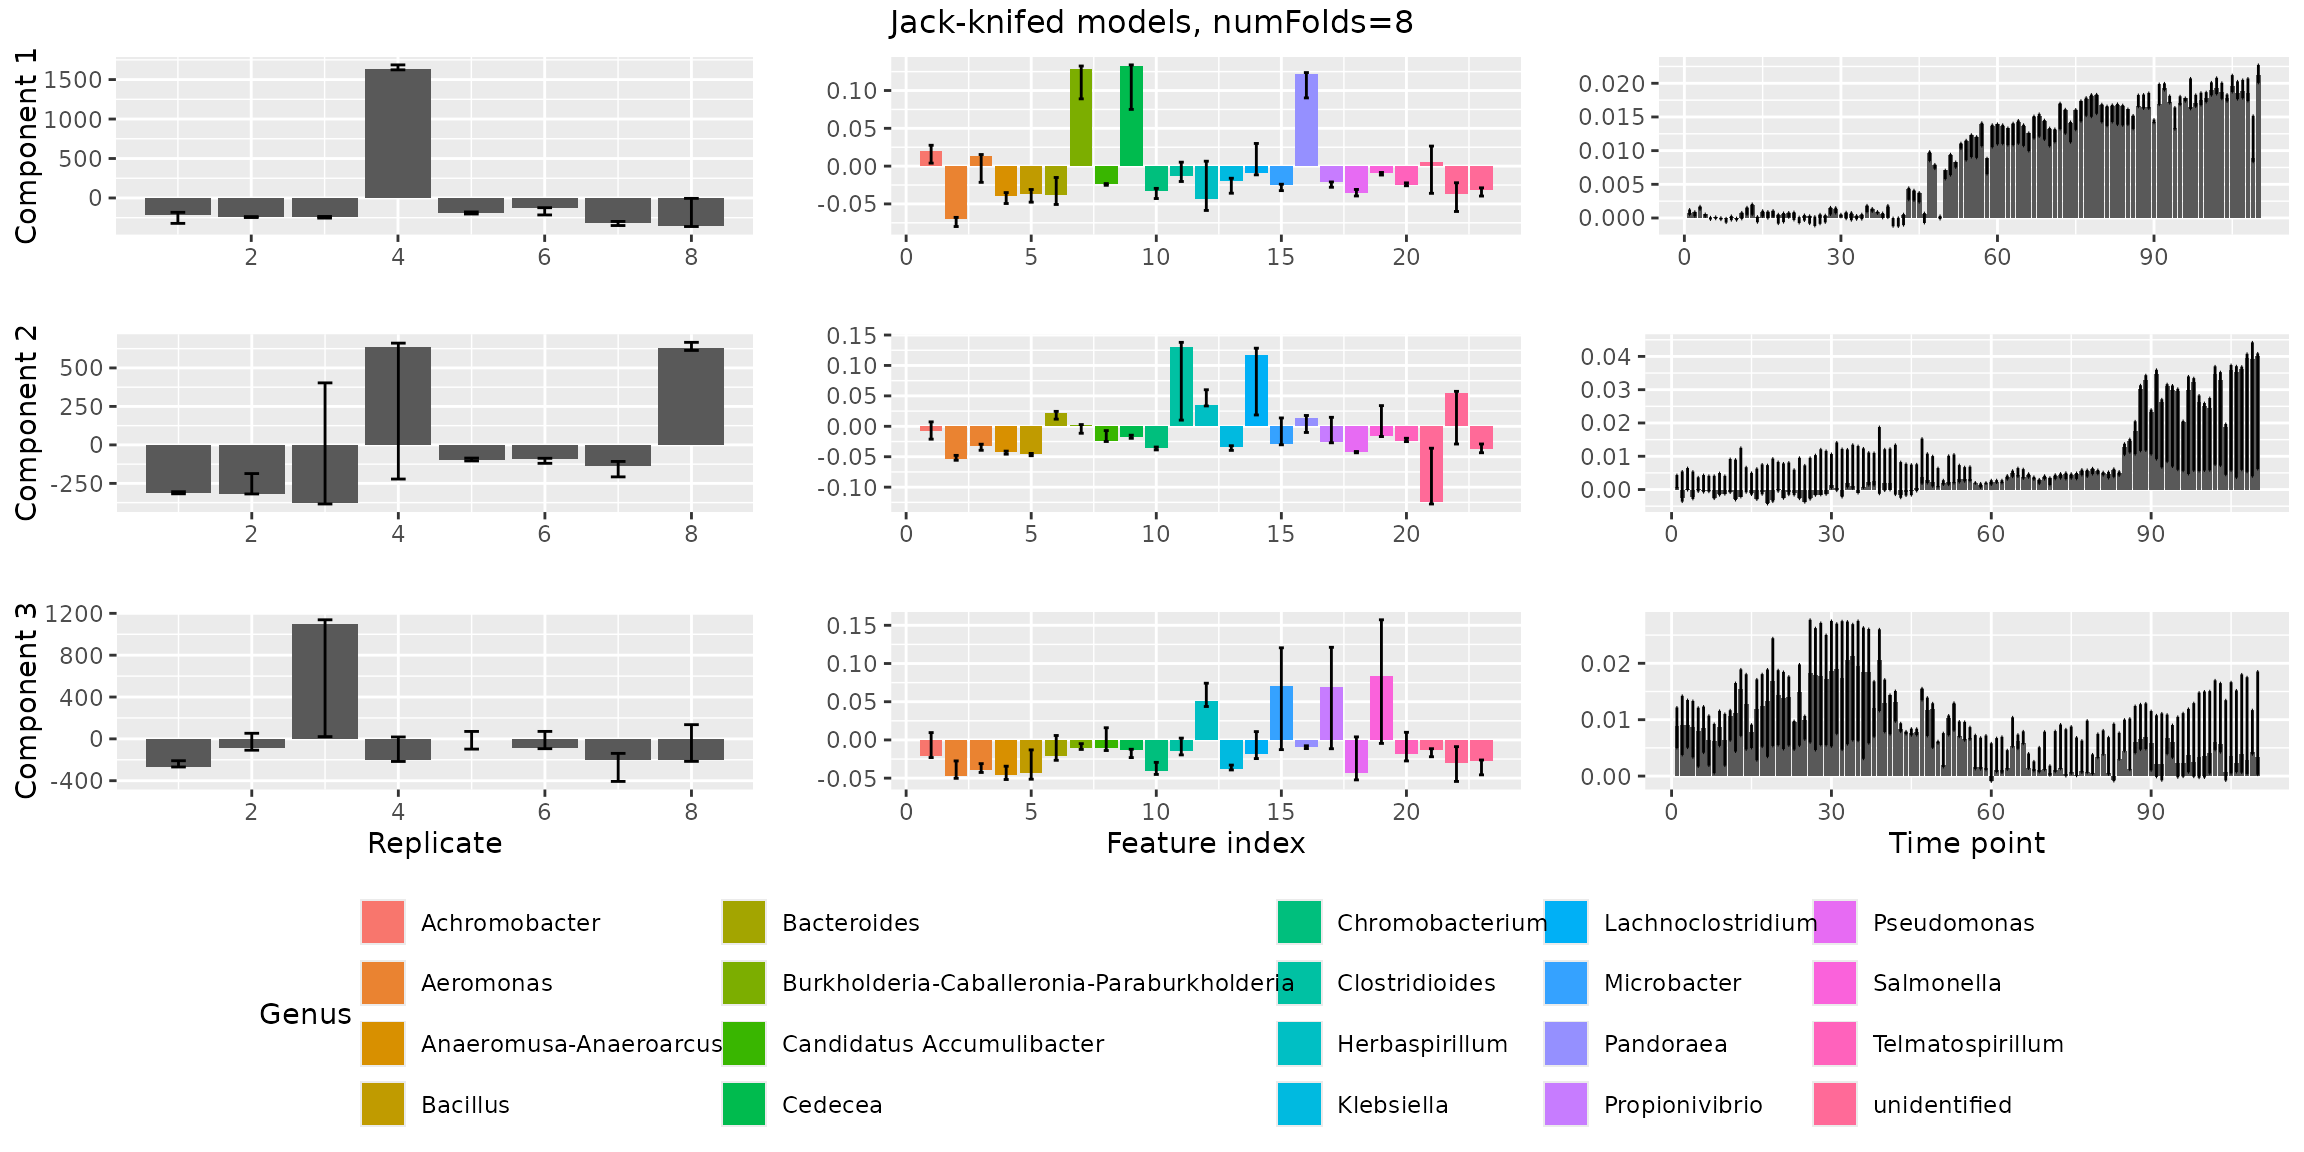 Jack-knifed models, numFolds=8
Component 1
1500
1000
500
0
2 4 6 8
0.10
0.05
0.00
-0.05
0 5 10 15 20
0.020
0.015
0.010
0.005
0.000
0 30 60 90
Component 2
500
250
0
-250
2 4 6 8
0.15
0.10
0.05
0.00
-0.05
-0.10
0 5 10 15 20
0.04
0.03
0.02
0.01
0.00
0 30 60 90
Component 3
1200
800
400
0
-400
2 4 6 8
Replicate
0.15
0.10
0.05
0.00
-0.05
0 5 10 15 20
Feature index
0.02
0.01
0.00
0 30 60 90
Time point
Genus
Achromobacter
Aeromonas
Anaeromusa-Anaeroarcus
Bacillus
Bacteroides
Burkholderia-Caballeronia-Paraburkholderia
Candidatus Accumulibacter
Cedecea
Chromobacterium
Clostridioides
Herbaspirillum
Klebsiella
Lachnoclostridium
Microbacter
Pandoraea
Propionivibrio
Pseudomonas
Salmonella
Telmatospirillum
unidentified